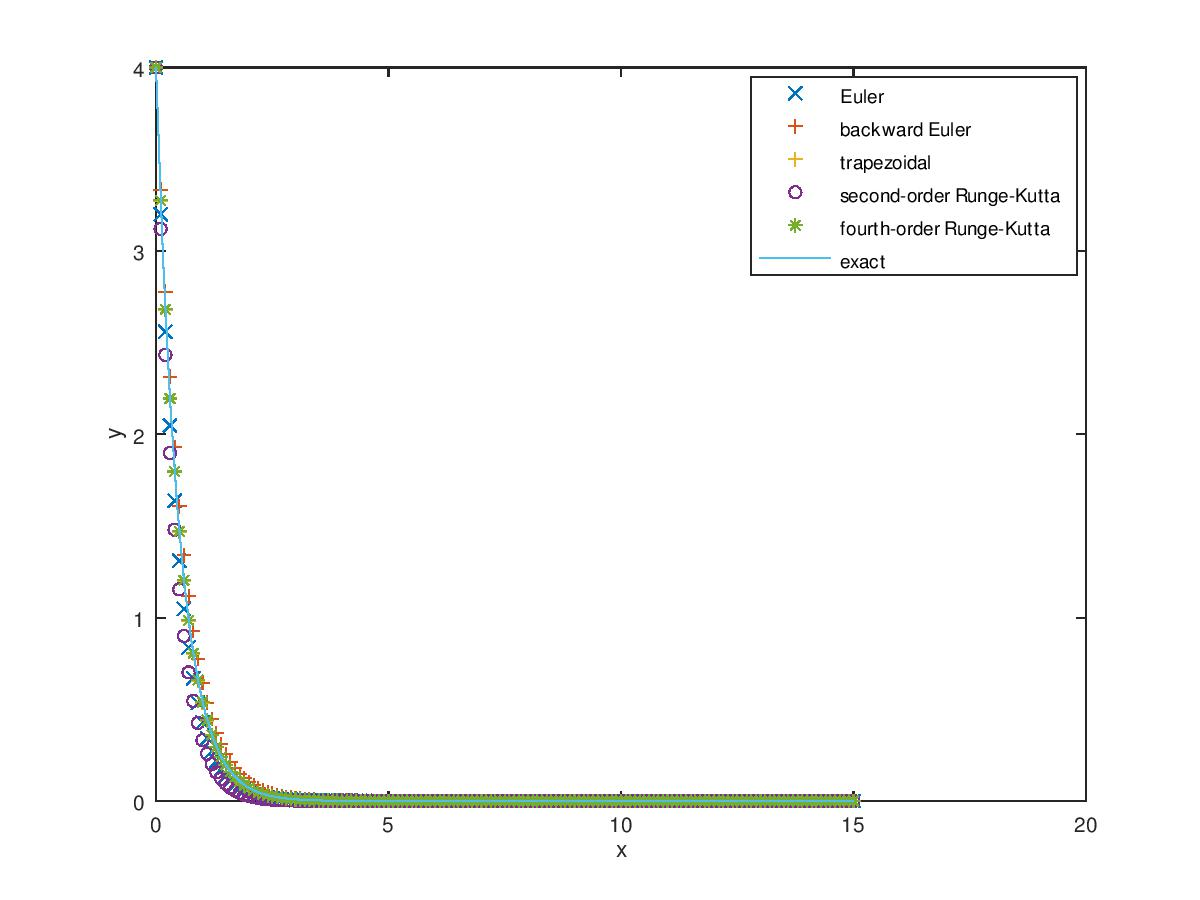 4
3
2
1
0
y
0
5
10
15
20
x
Euler
backward Euler
trapezoidal
second-order Runge-Kutta
fourth-order Runge-Kutta
exact